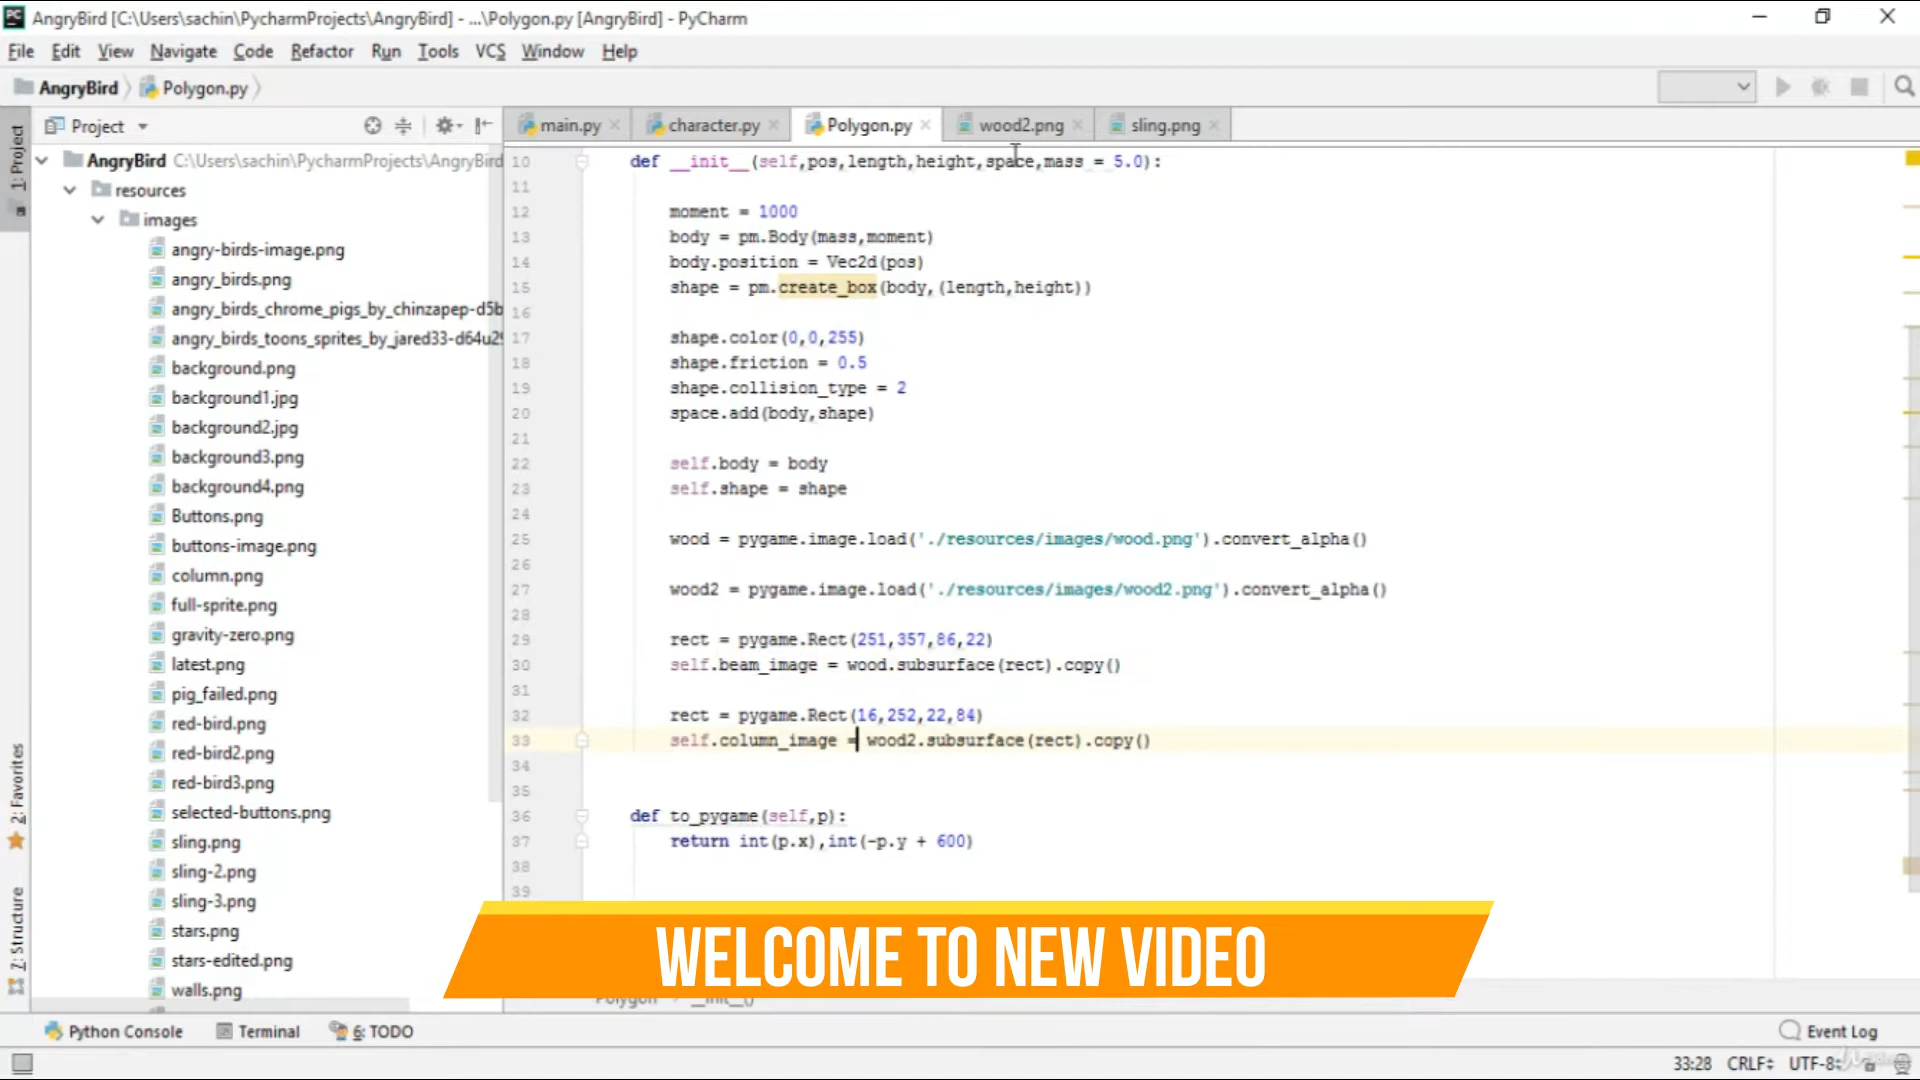 AngryBird [C:\Users\sachin\PycharmProjects\AngryBird] - ...\Polygon.py [AngryBird] - PyCharm
File Edit View Navigate Code Refactor Run Tools VCS Window Help
AngryBird Polygon.py
Project
main.py character.py Polygon.py wood2.png sling.png
1: Project
2: Favorites
7: Structure
AngryBird C:\Users\sachin\PycharmProjects\AngryBird
resources
images
angry-birds-image.png
angry_birds.png
angry_birds_chrome_pigs_by_chinzapep-d5b
angry_birds_toons_sprites_by_jared33-d64u2
background.png
background1.jpg
background2.jpg
background3.png
background4.png
Buttons.png
buttons-image.png
column.png
full-sprite.png
gravity-zero.png
latest.png
pig_failed.png
red-bird.png
red-bird2.png
red-bird3.png
selected-buttons.png
sling.png
sling-2.png
sling-3.png
stars.png
stars-edited.png
walls.png
10 def __init__(self,pos,length,height,space,mass = 5.0):
11
12 moment = 1000
13 body = pm.Body(mass,moment)
14 body.position = Vec2d(pos)
15 shape = pm.create_box(body,(length,height))
16
17 shape.color(0,0,255)
18 shape.friction = 0.5
19 shape.collision_type = 2
20 space.add(body,shape)
21
22 self.body = body
23 self.shape = shape
24
25 wood = pygame.image.load('./resources/images/wood.png').convert_alpha()
26
27 wood2 = pygame.image.load('./resources/images/wood2.png').convert_alpha()
28
29 rect = pygame.Rect(251,357,86,22)
30 self.beam_image = wood.subsurface(rect).copy()
31
32 rect = pygame.Rect(16,252,22,84)
33 self.column_image = wood2.subsurface(rect).copy()
34
35
36 def to_pygame(self,p):
37 return int(p.x),int(-p.y + 600)
38
39
WELCOME TO NEW VIDEO
Polygon __init__()
Python Console Terminal 6: TODO Event Log
33:28 CRLF UTF-8